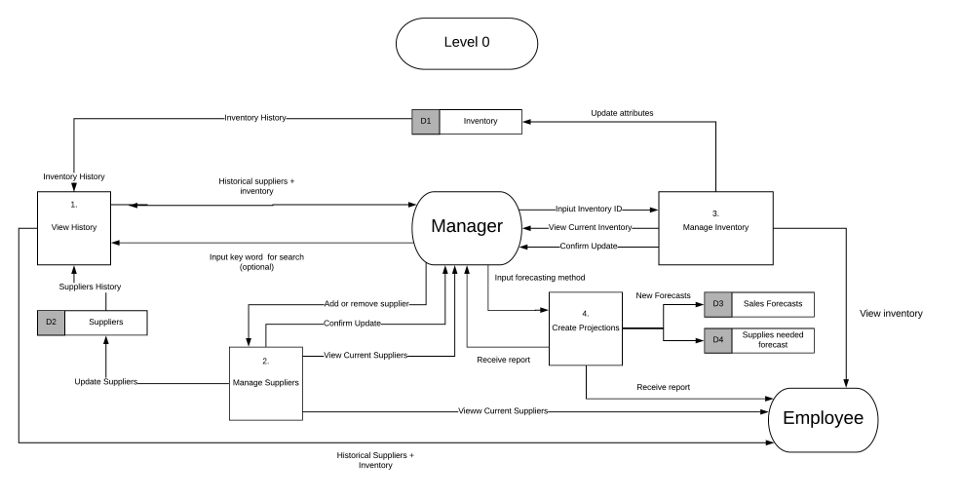 Level 0
Inventory History
D1
Inventory
Update attributes
Inventory History
Historical suppliers +
inventory
1.
View History
Manager
Inpiut Inventory ID
View Current Inventory
Confirm Update
3.
Manage Inventory
Input key word for search
(optional)
Input forecasting method
Suppliers History
D2
Suppliers
Add or remove supplier
Confirm Update
New Forecasts
D3
Sales Forecasts
4.
Create Projections
D4
Supplies needed
forecast
View inventory
View Current Suppliers
Receive report
2.
Manage Suppliers
Update Suppliers
Receive report
Vieww Current Suppliers
Employee
Historical Suppliers +
Inventory